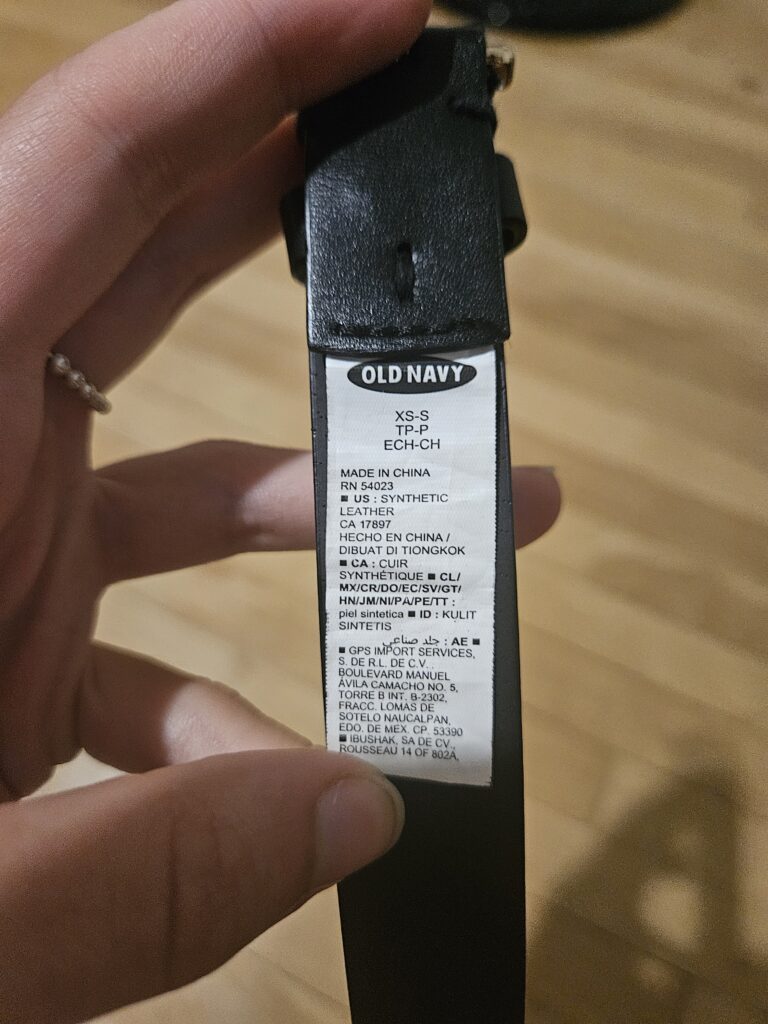 OLD NAVY
XS-S
TP-P
ECH-CH
MADE IN CHINA
RN 54023
■ US : SYNTHETIC
LEATHER
CA 17897
HECHO EN CHINA /
DIBUAT DI TIONGKOK
■ CA : CUIR
SYNTHÉTIQUE ■ CL/
MX/CR/DO/EC/SV/GT/
HN/JM/NI/PA/PE/TT :
piel sintetica ■ ID : KULIT
SINTETIS
■ AE : جلد صناعي
■ GPS IMPORT SERVICES,
S. DE R.L. DE C.V.
BOULEVARD MANUEL
ÁVILA CAMACHO NO. 5,
TORRE B INT. B-2302,
FRACC. LOMAS DE
SOTELO NAUCALPAN,
EDO. DE MEX. CP. 53390
■ IBUSHAK, SA DE CV.,
ROUSSEAU 14 OF 802A,